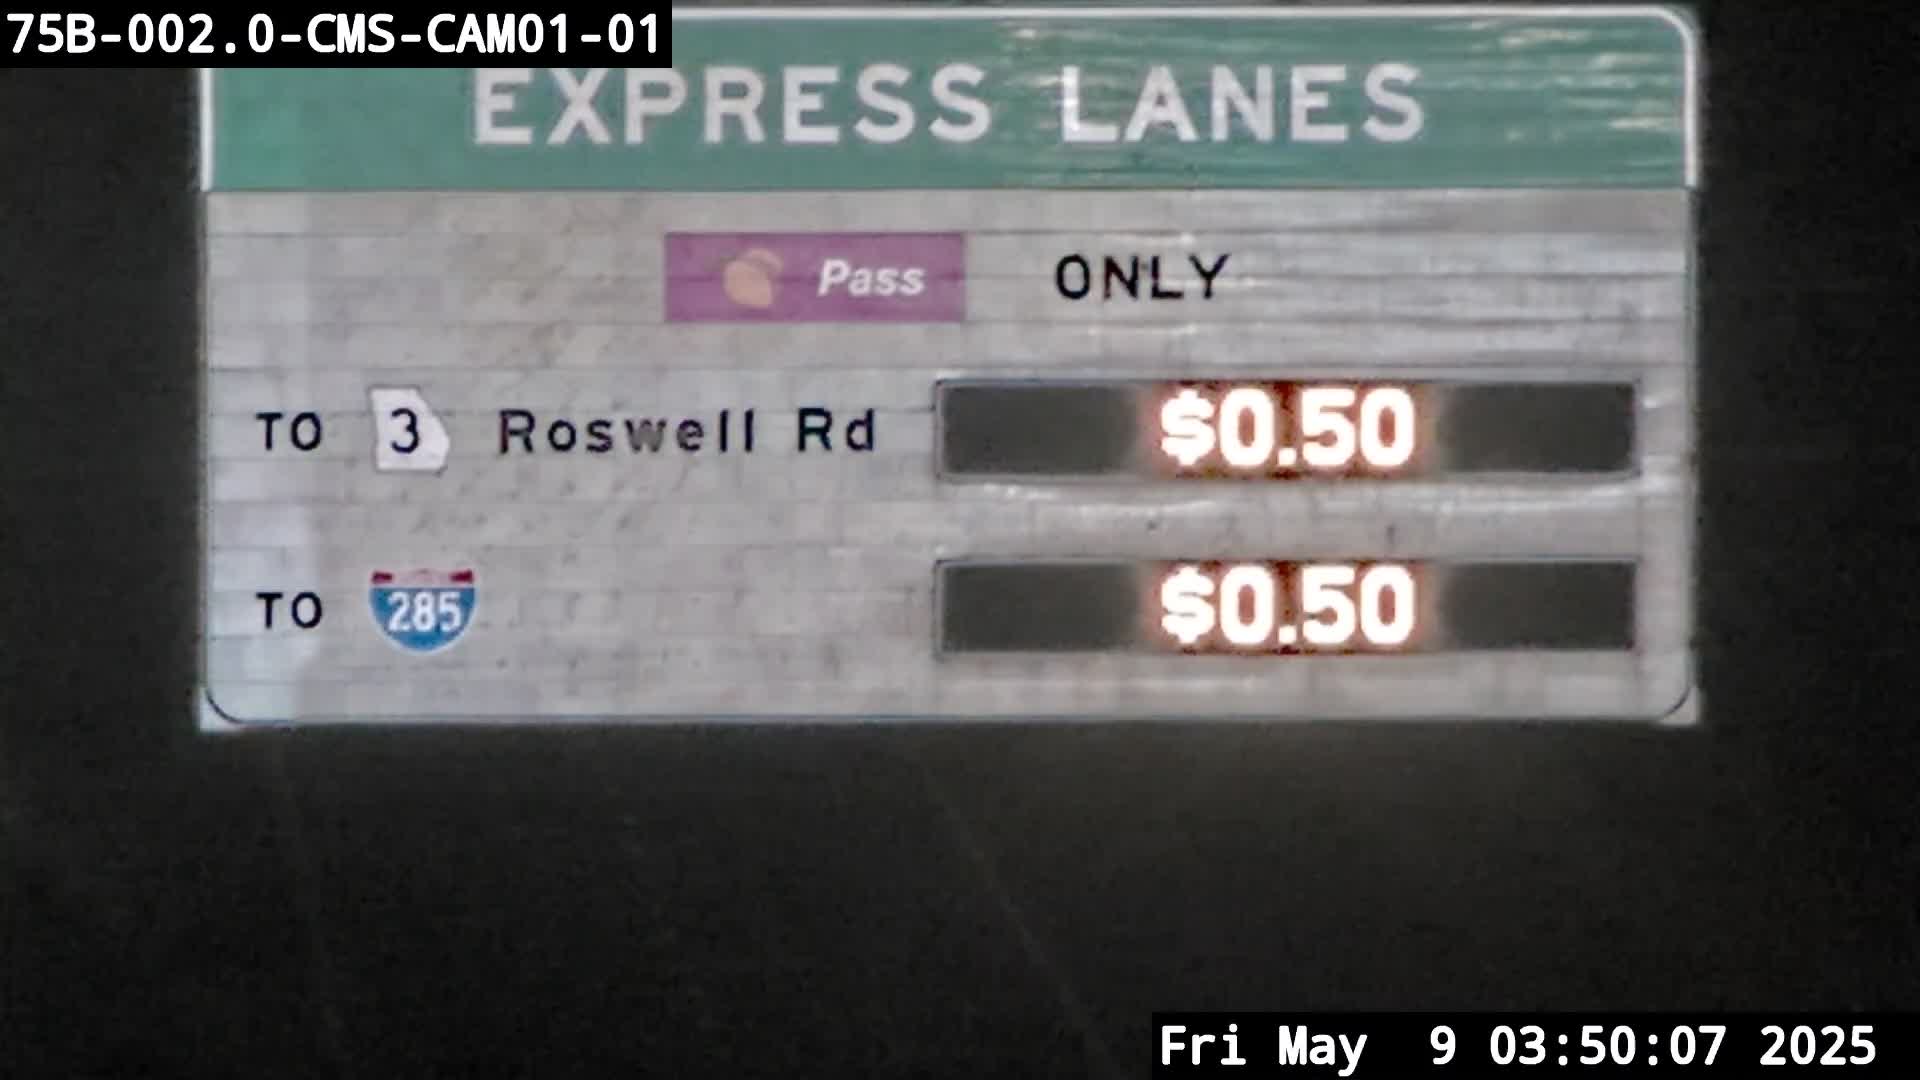 75B-002.0-CMS-CAM01-01
EXPRESS LANES
Pass ONLY
TO 3 Roswell Rd $0.50
TO 285 $0.50
Fri May 9 03:50:07 2025